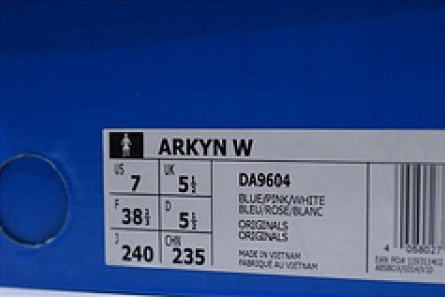 ARKYN W
US 7 UK 5½
F 38⅔ D 5½
J 240 CHN 235
DA9604
BLUE/PINK/WHITE
BLEU/ROSE/BLANC
ORIGINALS
ORIGINALS
MADE IN VIETNAM
FABRIQUÉ AU VIETNAM
4 058027